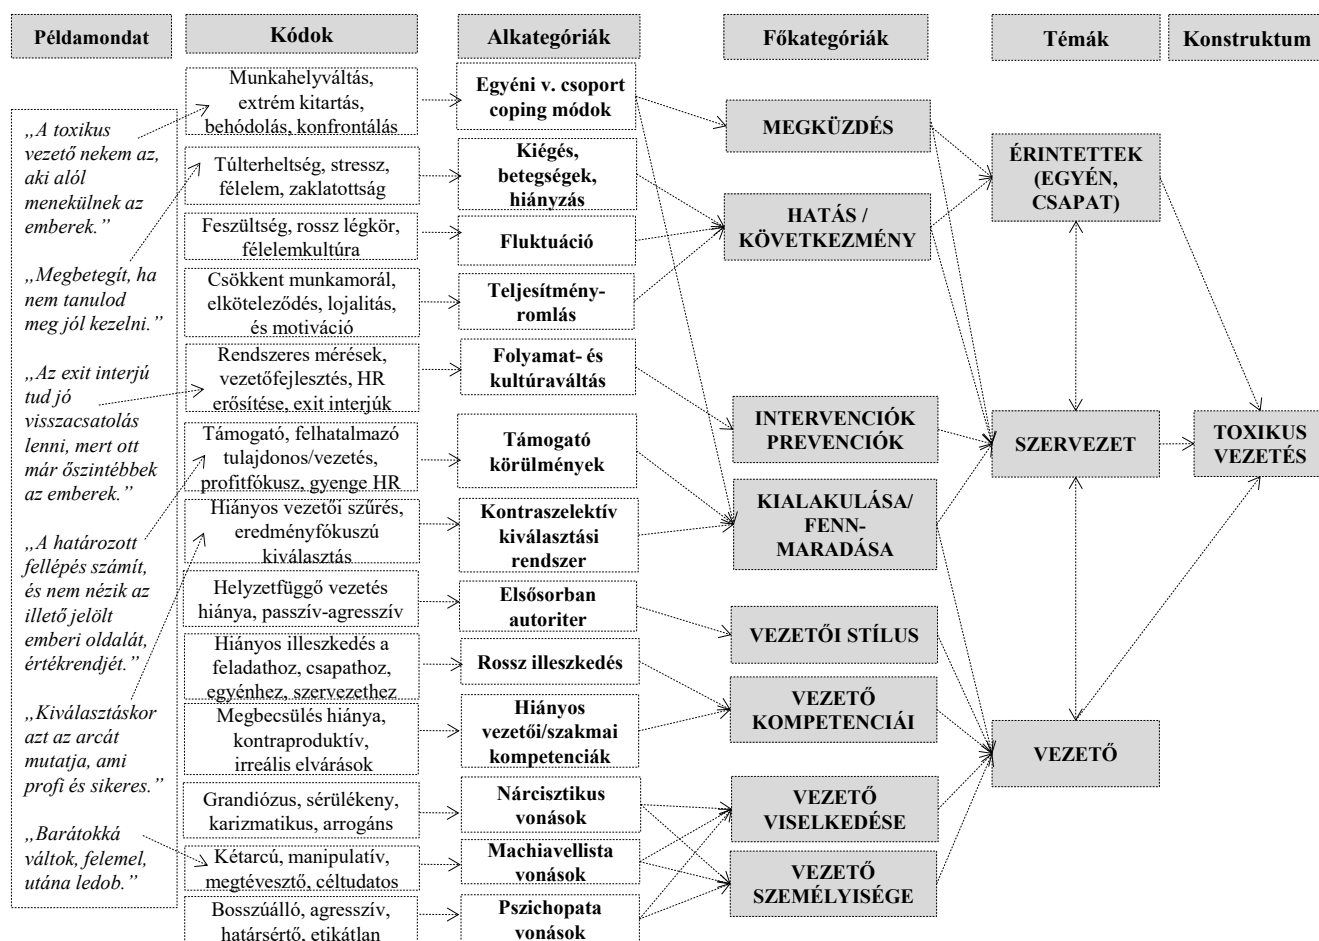 Példamondat
Kódok
Alkategóriák
Főkategóriák
Témák
Konstruktum
„A toxikus
vezető nekem az,
aki alól
menekülnek az
emberek.”
„Megbetegít, ha
nem tanulod
meg jól kezelni.”
„Az exit interjú
tud jó
visszacsatolás
lenni, mert ott
már őszintébbek
az emberek.”
„A határozott
fellépés számít,
és nem nézik az
illető jelölt
emberi oldalát,
értékrendjét.”
„Kiválasztáskor
azt az arcát
mutatja, ami
profi és sikeres.”
„Barátokká
váltok, felemel,
utána ledob.”
Munkahelyváltás,
extrém kitartás,
behódolás, konfrontálás
Túlterheltség, stressz,
félelem, zaklatottság
Feszültség, rossz légkör,
félelemkultúra
Csökkent munkamorál,
elköteleződés, lojalitás,
és motiváció
Rendszeres mérések,
vezetőfejlesztés, HR
erősítése, exit interjúk
Támogató, felhatalmazó
tulajdonos/vezetés,
profitfókusz, gyenge HR
Hiányos vezetői szűrés,
eredményfókuszú
kiválasztás
Helyzetfüggő vezetés
hiánya, passzív-agresszív
Hiányos illeszkedés a
feladathoz, csapathoz,
egyénhez, szervezethez
Megbecsülés hiánya,
kontraproduktív,
irreális elvárások
Grandiózus, sérülékeny,
karizmatikus, arrogáns
Kétarcú, manipulatív,
megtévesztő, céltudatos
Bosszúálló, agresszív,
határsértő, etikátlan
Egyéni v. csoport
coping módok
Kiégés,
betegségek,
hiányzás
Fluktuáció
Teljesítmény-
romlás
Folyamat- és
kultúraváltás
Támogató
körülmények
Kontraszelektív
kiválasztási
rendszer
Elsősorban
autoriter
Rossz illeszkedés
Hiányos
vezetői/szakmai
kompetenciák
Nárcisztikus
vonások
Machiavellista
vonások
Pszichopata
vonások
MEGKÜZDÉS
HATÁS /
KÖVETKEZMÉNY
INTERVENCIÓK
PREVENCIÓK
KIALAKULÁSA/
FENN-
MARADÁSA
VEZETŐI STÍLUS
VEZETŐ
KOMPETENCIÁI
VEZETŐ
VISELKEDÉSE
VEZETŐ
SZEMÉLYISÉGE
ÉRINTETTEK
(EGYÉN,
CSAPAT)
SZERVEZET
VEZETŐ
TOXIKUS
VEZETÉS